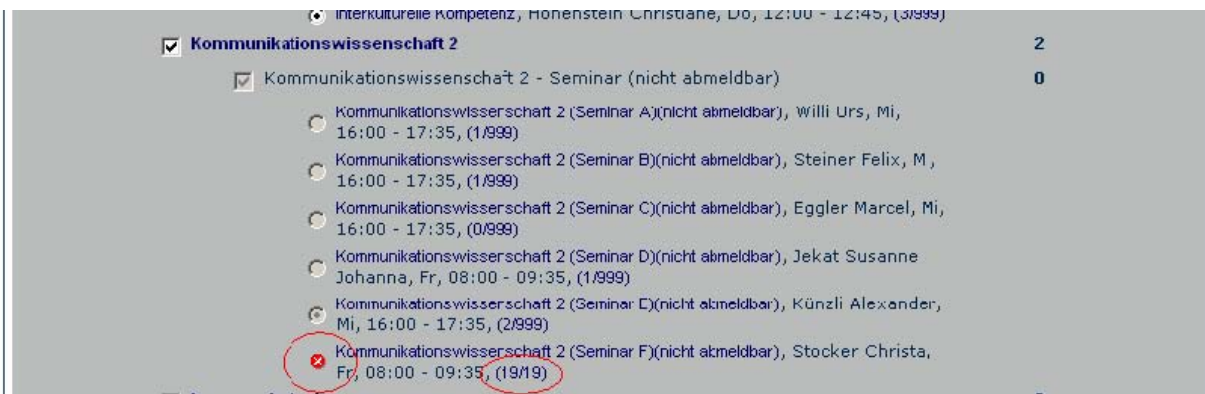 Interkulturelle Kompetenz, Hohenstein Christiane, Do, 12:00 - 12:45, (3/999)
Kommunikationswissenschaft 2 2
Kommunikationswissenschaft 2 - Seminar (nicht abmeldbar) 0
Kommunikationswissenschaft 2 (Seminar A)(nicht abmeldbar), Willi Urs, Mi,
16:00 - 17:35, (1/999)
Kommunikationswissenschaft 2 (Seminar B)(nicht abmeldbar), Steiner Felix, M,
16:00 - 17:35, (1/999)
Kommunikationswissenschaft 2 (Seminar C)(nicht abmeldbar), Eggler Marcel, Mi,
16:00 - 17:35, (0/999)
Kommunikationswissenschaft 2 (Seminar D)(nicht abmeldbar), Jekat Susanne
Johanna, Fr, 08:00 - 09:35, (1/999)
Kommunikationswissenschaft 2 (Seminar E)(nicht abmeldbar), Künzli Alexander,
Mi, 16:00 - 17:35, (2/999)
Kommunikationswissenschaft 2 (Seminar F)(nicht abmeldbar), Stocker Christa,
Fr, 08:00 - 09:35, (19/19)